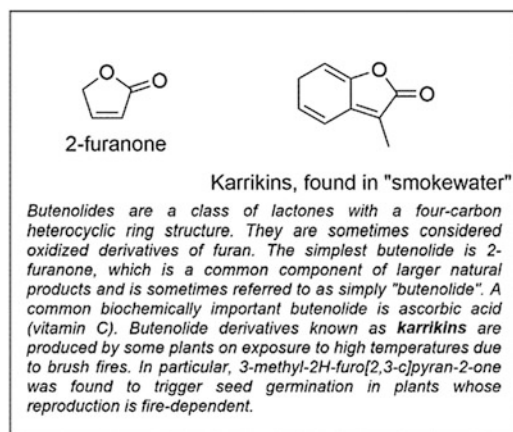 O
O
O
O
2-furanone
Karrikins, found in "smokewater"
Butenolides are a class of lactones with a four-carbon
heterocyclic ring structure. They are sometimes considered
oxidized derivatives of furan. The simplest butenolide is 2-
furanone, which is a common component of larger natural
products and is sometimes referred to as simply "butenolide". A
common biochemically important butenolide is ascorbic acid
(vitamin C). Butenolide derivatives known as karrikins are
produced by some plants on exposure to high temperatures due
to brush fires. In particular, 3-methyl-2H-furo[2,3-c]pyran-2-one
was found to trigger seed germination in plants whose
reproduction is fire-dependent.